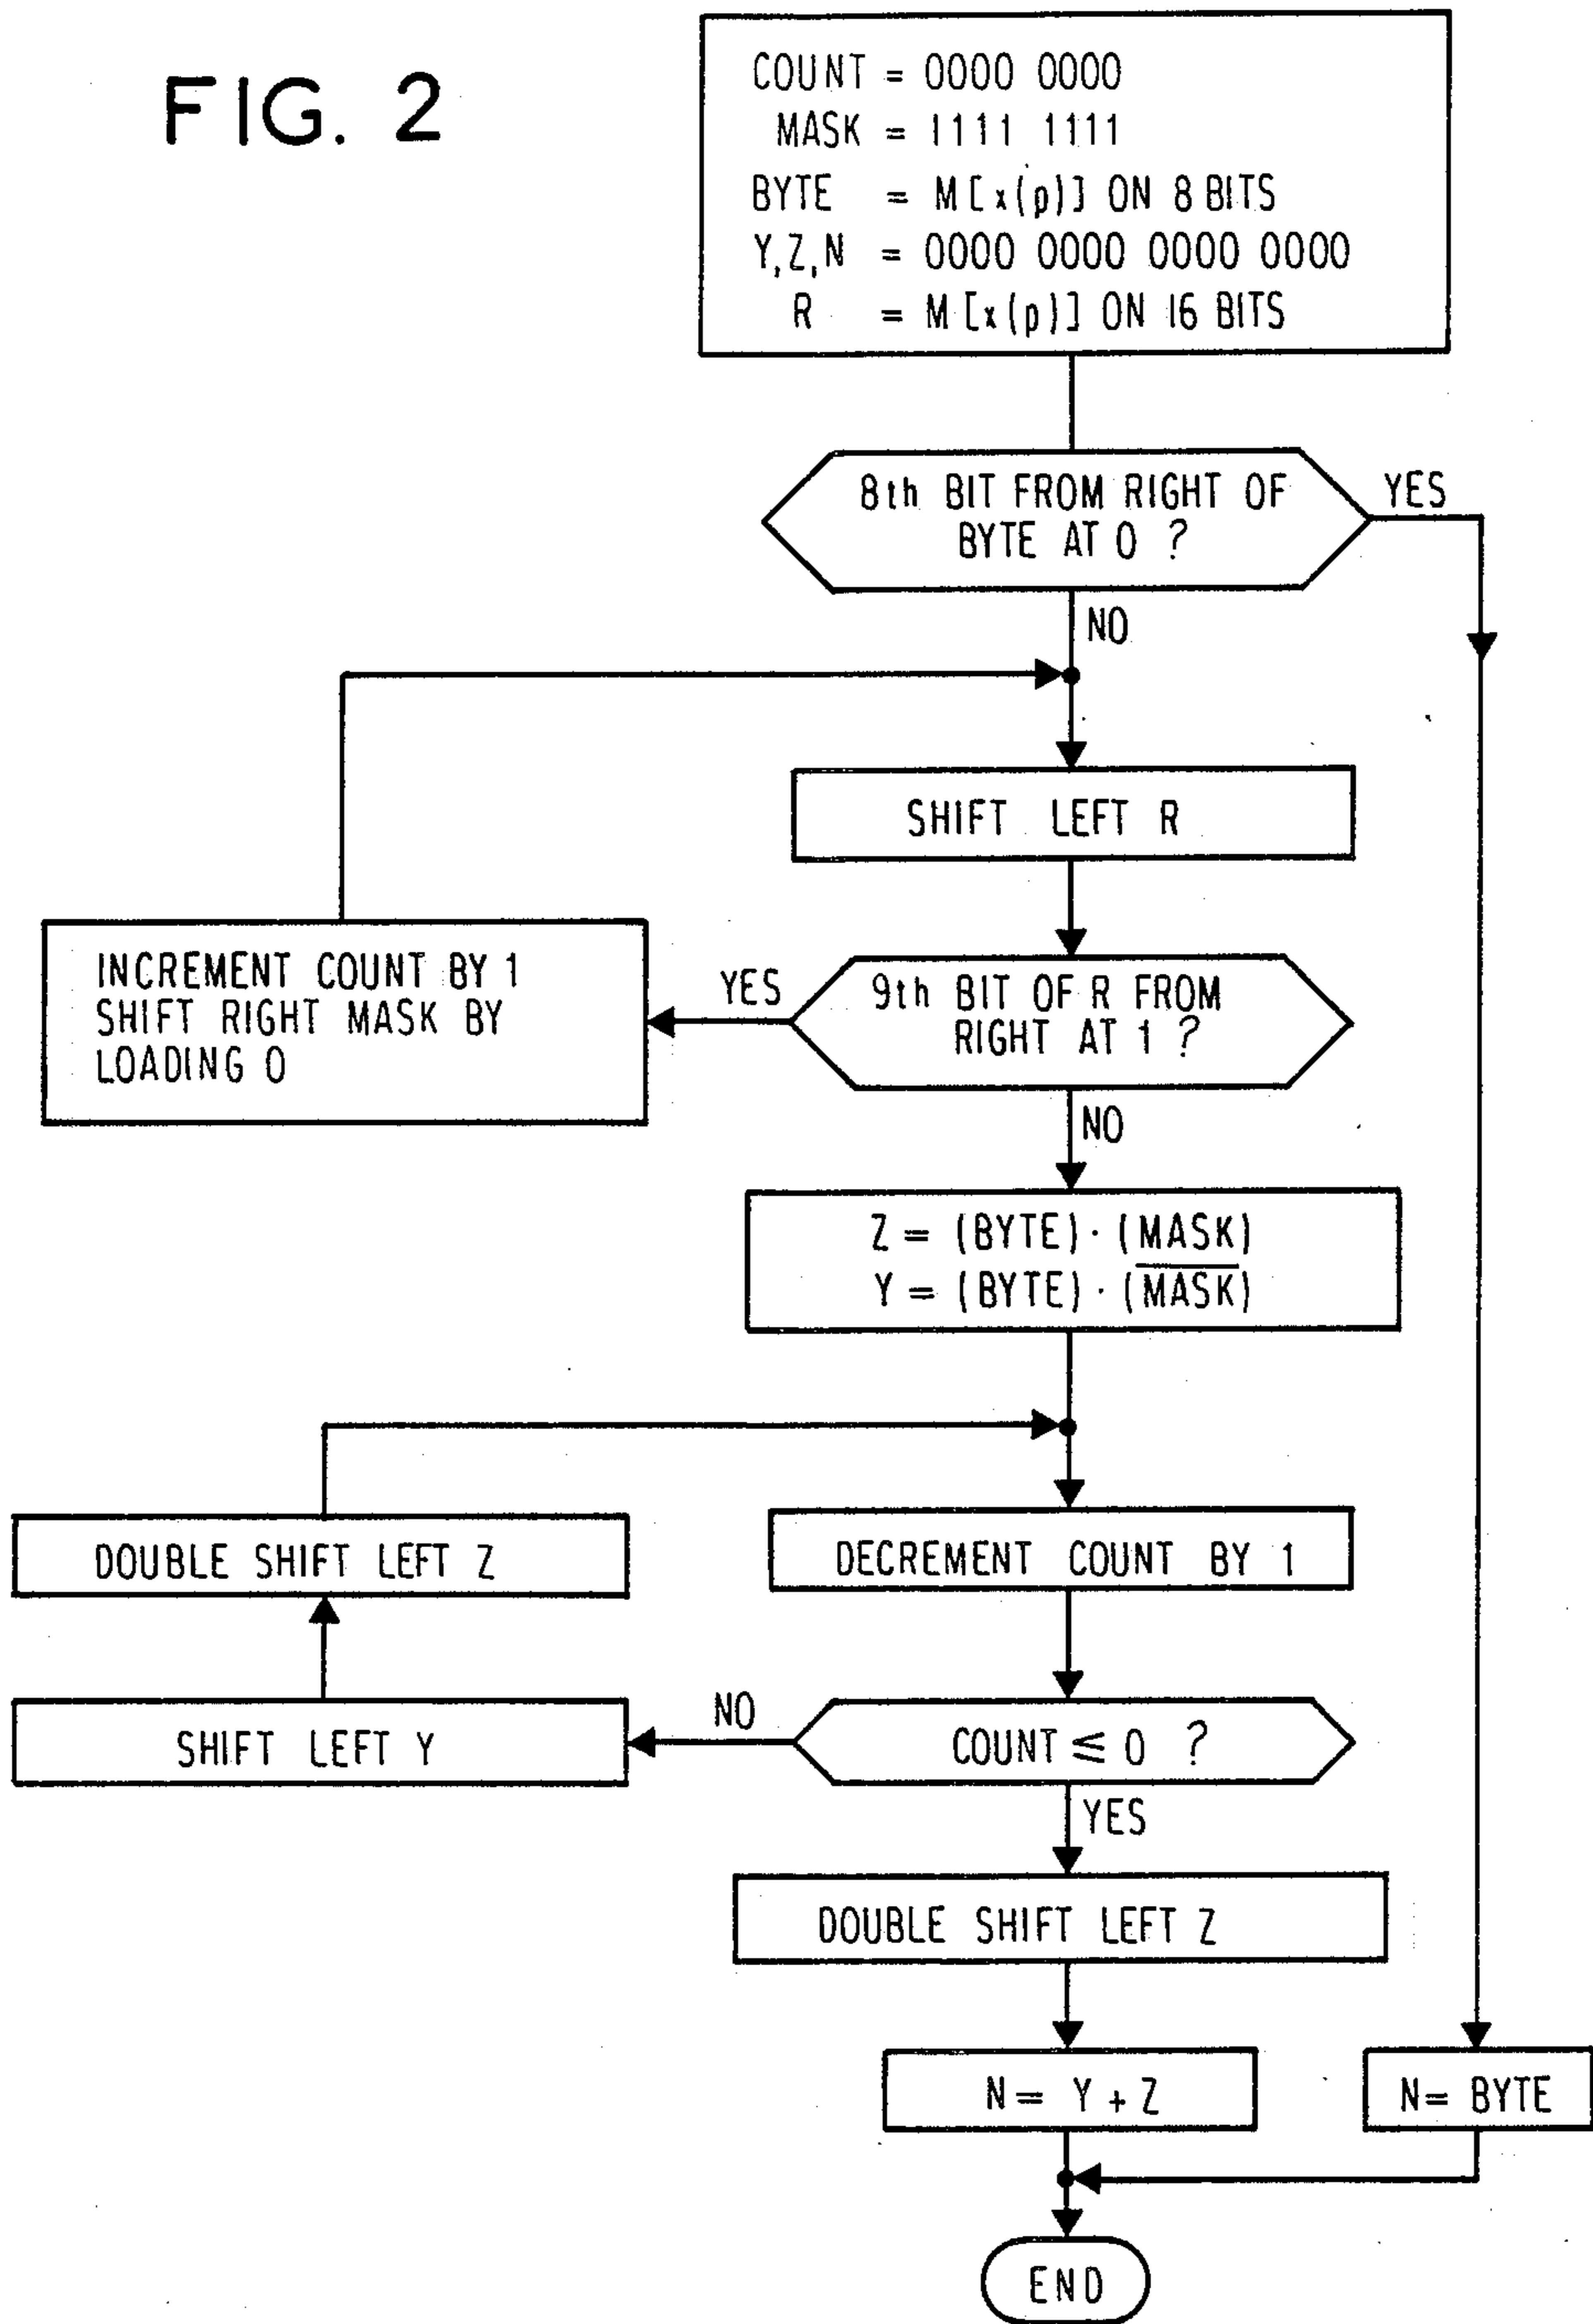 FIG. 2
COUNT = 0000 0000
MASK = 1111 1111
BYTE = M[x(p)] ON 8 BITS
Y,Z,N = 0000 0000 0000 0000
R = M[x(p)] ON 16 BITS
8th BIT FROM RIGHT OF
BYTE AT 0 ?
YES
NO
SHIFT LEFT R
INCREMENT COUNT BY 1
SHIFT RIGHT MASK BY
LOADING 0
YES
9th BIT OF R FROM
RIGHT AT 1 ?
NO
Z = (BYTE) · (MASK)
Y = (BYTE) · (M̅A̅S̅K̅)
DOUBLE SHIFT LEFT Z
DECREMENT COUNT BY 1
SHIFT LEFT Y
NO
COUNT ≦ 0 ?
YES
DOUBLE SHIFT LEFT Z
N = Y + Z
N = BYTE
END